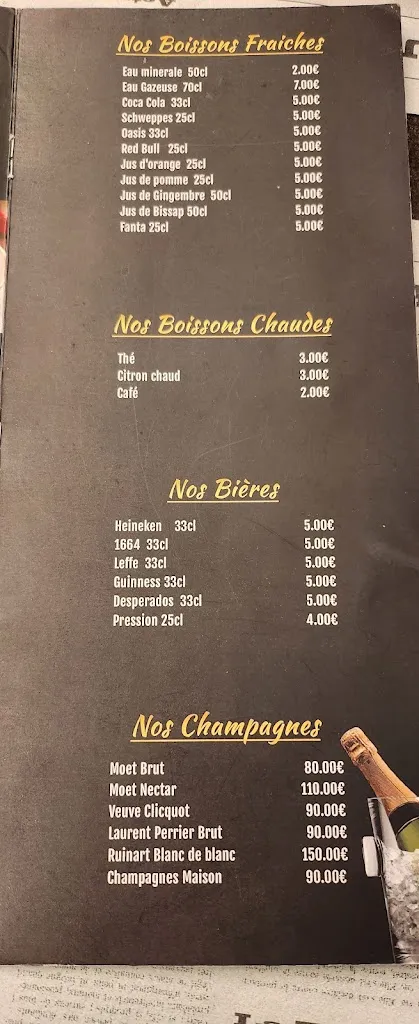 Nos Boissons Fraiches
Eau minerale 50cl 2.00€
Eau Gazeuse 70cl 7.00€
Coca Cola 33cl 5.00€
Schweppes 25cl 5.00€
Oasis 33cl 5.00€
Red Bull 25cl 5.00€
Jus d'orange 25cl 5.00€
Jus de pomme 25cl 5.00€
Jus de Gingembre 50cl 5.00€
Jus de Bissap 50cl 5.00€
Fanta 25cl 5.00€
Nos Boissons Chaudes
Thé 3.00€
Citron chaud 3.00€
Café 2.00€
Nos Bières
Heineken 33cl 5.00€
1664 33cl 5.00€
Leffe 33cl 5.00€
Guinness 33cl 5.00€
Desperados 33cl 5.00€
Pression 25cl 4.00€
Nos Champagnes
Moet Brut 80.00€
Moet Nectar 110.00€
Veuve Clicquot 90.00€
Laurent Perrier Brut 90.00€
Ruinart Blanc de blanc 150.00€
Champagnes Maison 90.00€